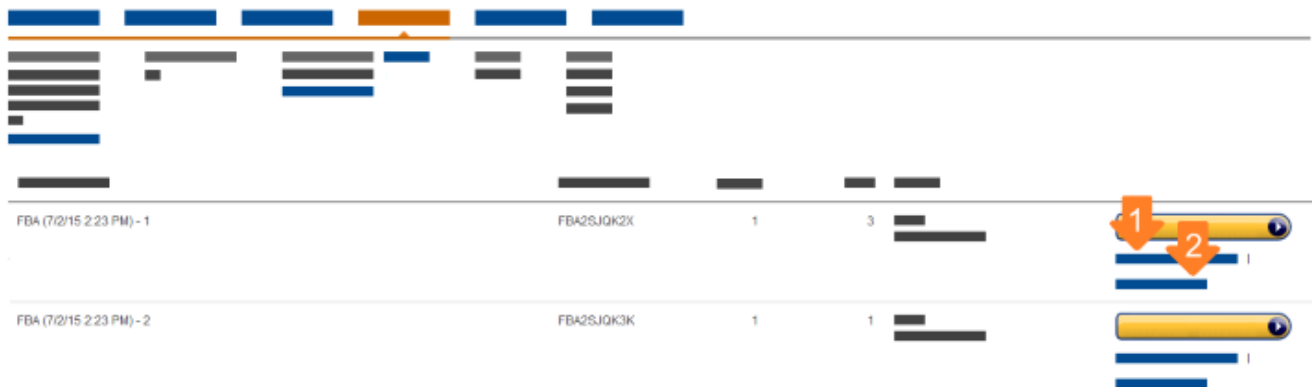 FBA (7/2/15 2:23 PM) - 1 FBA2SJQK2X 1 3
1
2
FBA (7/2/15 2:23 PM) - 2 FBA2SJQK3K 1 1